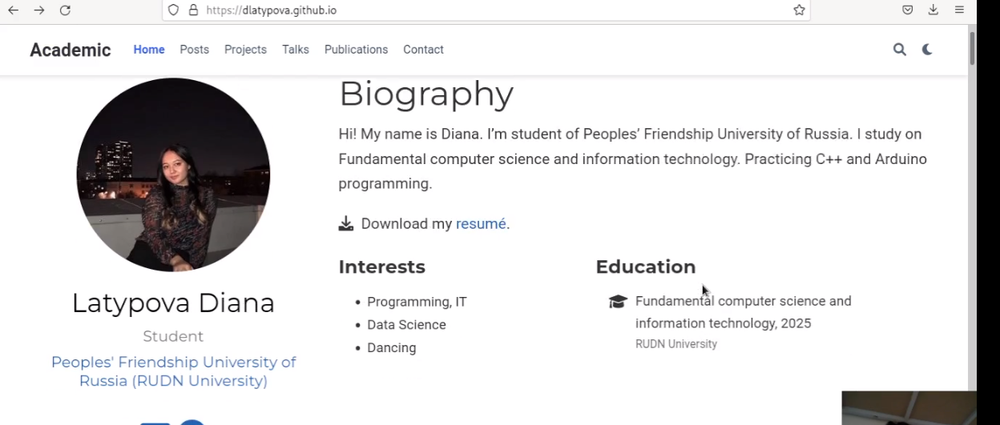 https://dlatypova.github.io
Academic Home Posts Projects Talks Publications Contact
Latypova Diana
Student
Peoples' Friendship University of
Russia (RUDN University)
Biography
Hi! My name is Diana. I'm student of Peoples' Friendship University of Russia. I study on
Fundamental computer science and information technology. Practicing C++ and Arduino
programming.
Download my resumé.
Interests
Programming, IT
Data Science
Dancing
Education
Fundamental computer science and
information technology, 2025
RUDN University